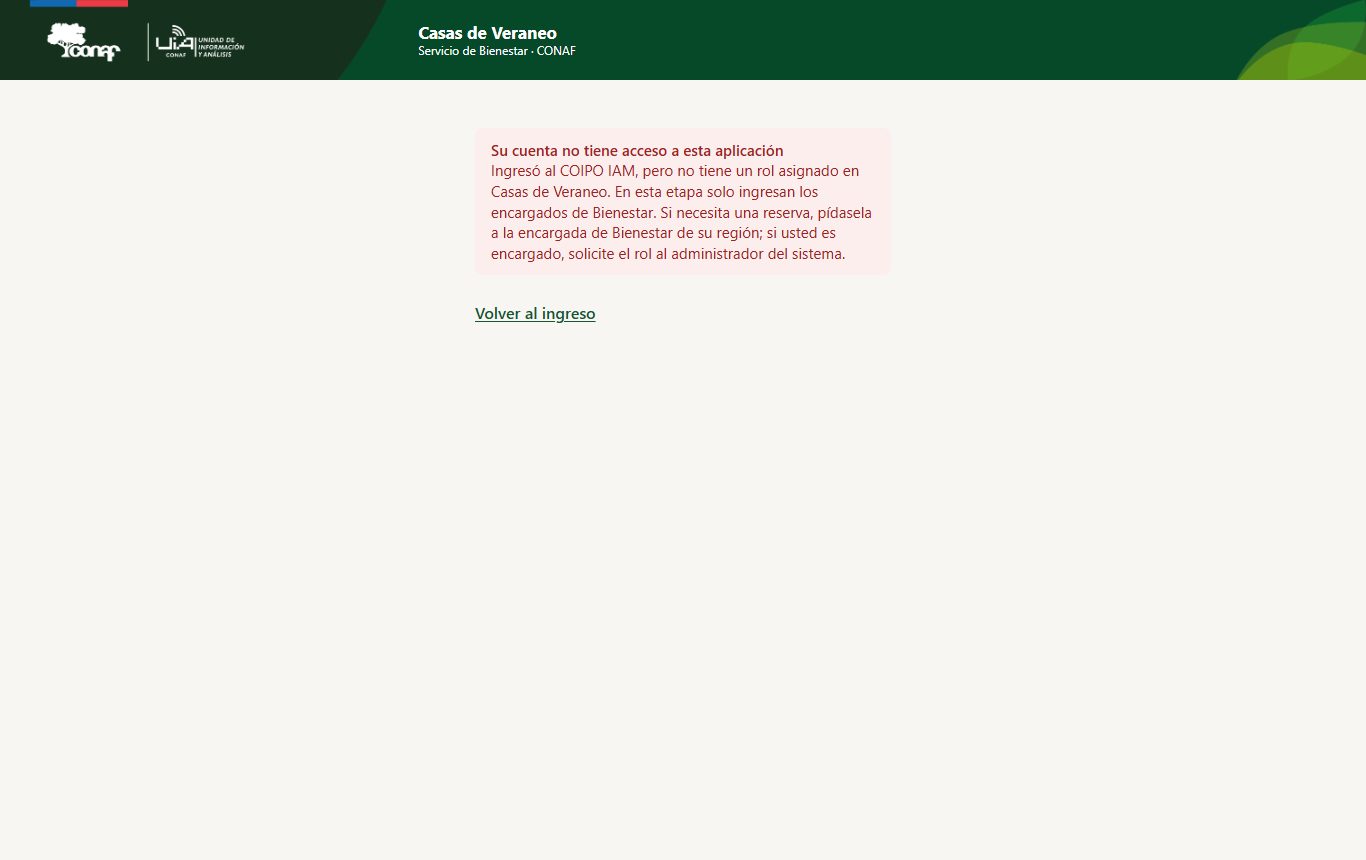 conaf
UIA
CONAF
UNIDAD DE
INFORMACIÓN
Y ANÁLISIS
Casas de Veraneo
Servicio de Bienestar · CONAF
Su cuenta no tiene acceso a esta aplicación
Ingresó al COIPO IAM, pero no tiene un rol asignado en
Casas de Veraneo. En esta etapa solo ingresan los
encargados de Bienestar. Si necesita una reserva, pídasela
a la encargada de Bienestar de su región; si usted es
encargado, solicite el rol al administrador del sistema.
Volver al ingreso